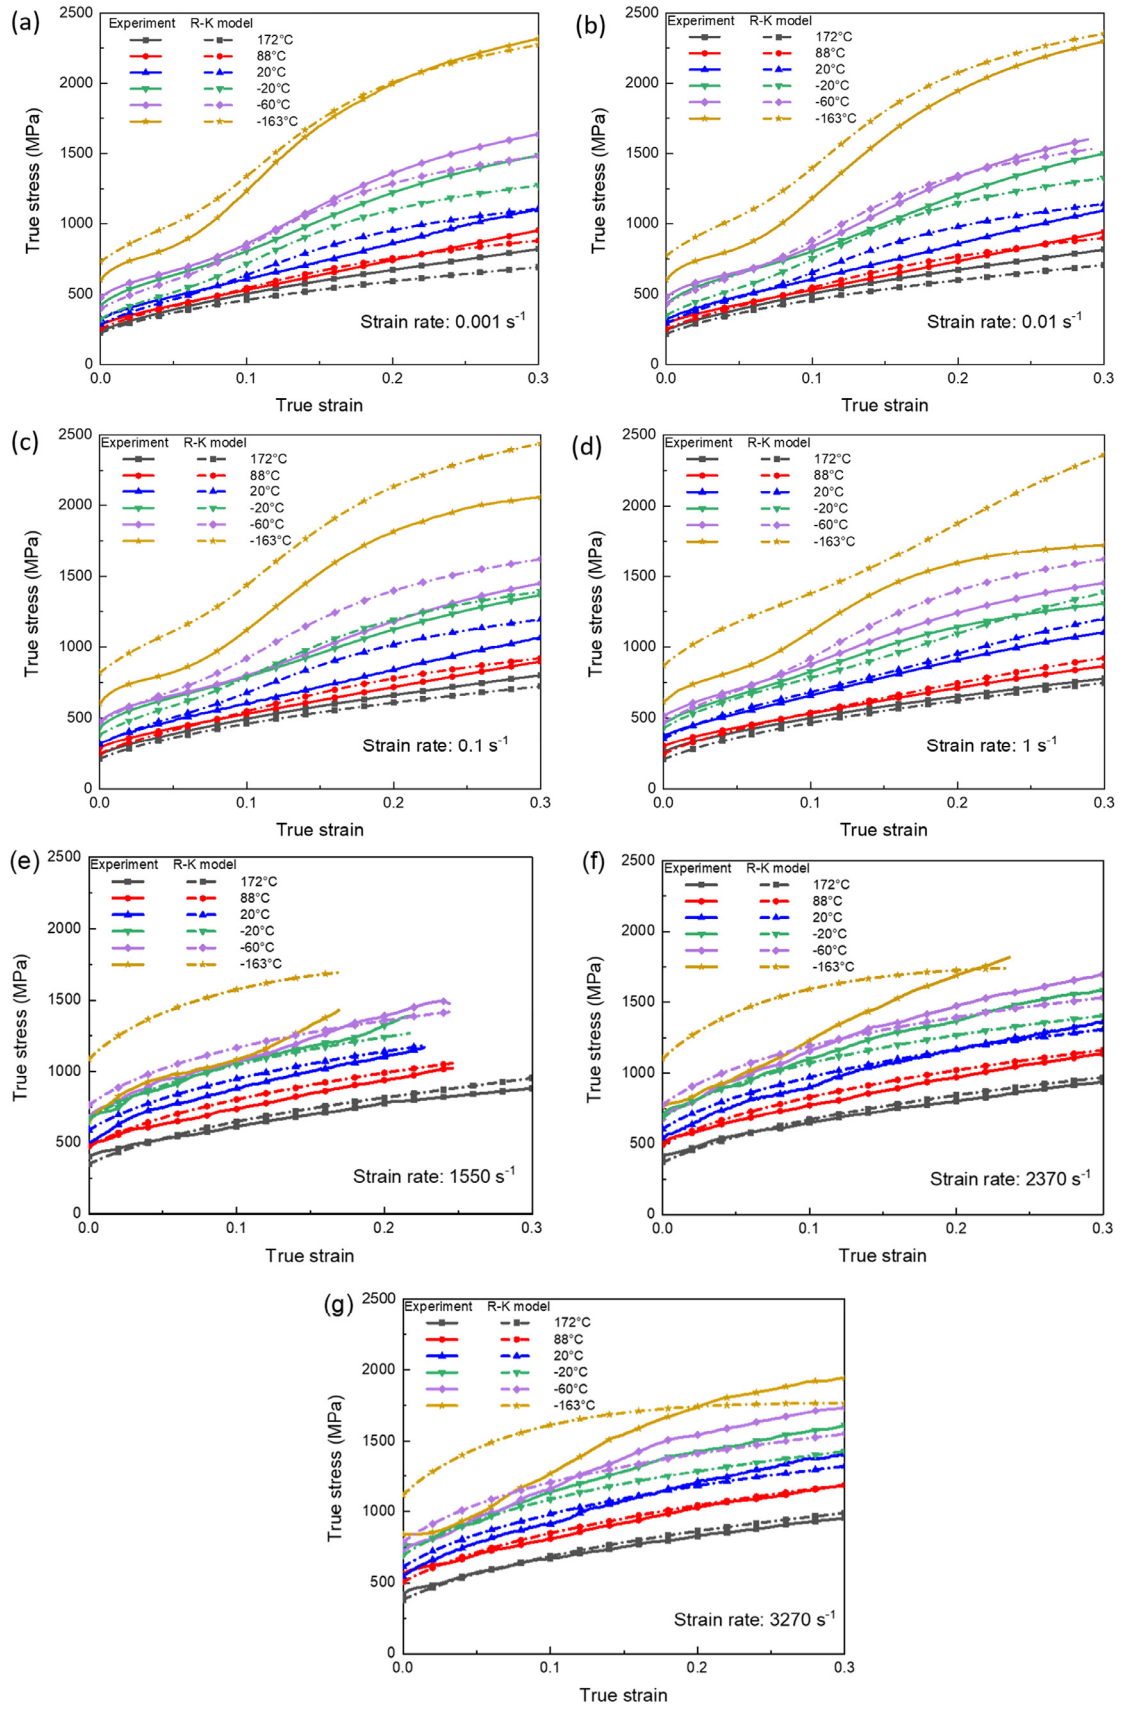 (a)
Experiment R-K model
172°C
88°C
20°C
-20°C
-60°C
-163°C
2500
2000
1500
1000
500
0
True stress (MPa)
Strain rate: 0.001 s-1
0.0 0.1 0.2 0.3
True strain
(b)
Experiment R-K model
172°C
88°C
20°C
-20°C
-60°C
-163°C
2500
2000
1500
1000
500
0
True stress (MPa)
Strain rate: 0.01 s-1
0.0 0.1 0.2 0.3
True strain
(c)
Experiment R-K model
172°C
88°C
20°C
-20°C
-60°C
-163°C
2500
2000
1500
1000
500
0
True stress (MPa)
Strain rate: 0.1 s-1
0.0 0.1 0.2 0.3
True strain
(d)
Experiment R-K model
172°C
88°C
20°C
-20°C
-60°C
-163°C
2500
2000
1500
1000
500
0
True stress (MPa)
Strain rate: 1 s-1
0.0 0.1 0.2 0.3
True strain
(e)
Experiment R-K model
172°C
88°C
20°C
-20°C
-60°C
-163°C
2500
2000
1500
1000
500
0
True stress (MPa)
Strain rate: 1550 s-1
0.0 0.1 0.2 0.3
True strain
(f)
Experiment R-K model
172°C
88°C
20°C
-20°C
-60°C
-163°C
2500
2000
1500
1000
500
0
True stress (MPa)
Strain rate: 2370 s-1
0.0 0.1 0.2 0.3
True strain
(g)
Experiment R-K model
172°C
88°C
20°C
-20°C
-60°C
-163°C
2500
2000
1500
1000
500
0
True stress (MPa)
Strain rate: 3270 s-1
0.0 0.1 0.2 0.3
True strain